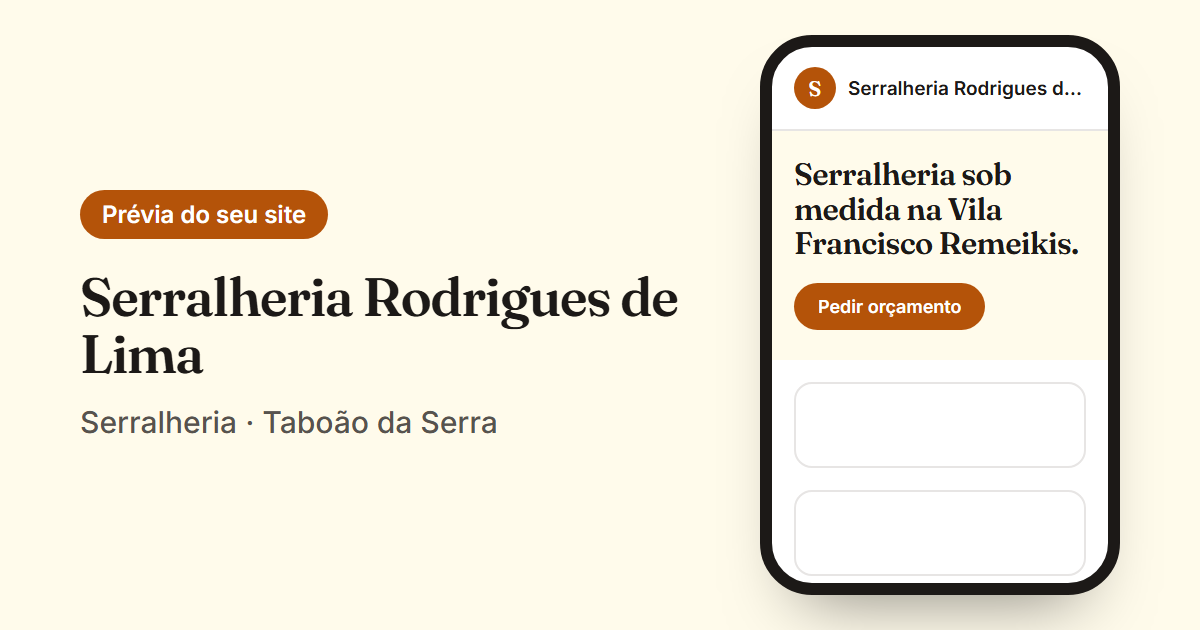 Prévia do seu site
Serralheria Rodrigues de
Lima
Serralheria · Taboão da Serra
S
Serralheria Rodrigues d...
Serralheria sob
medida na Vila
Francisco Remeikis.
Pedir orçamento